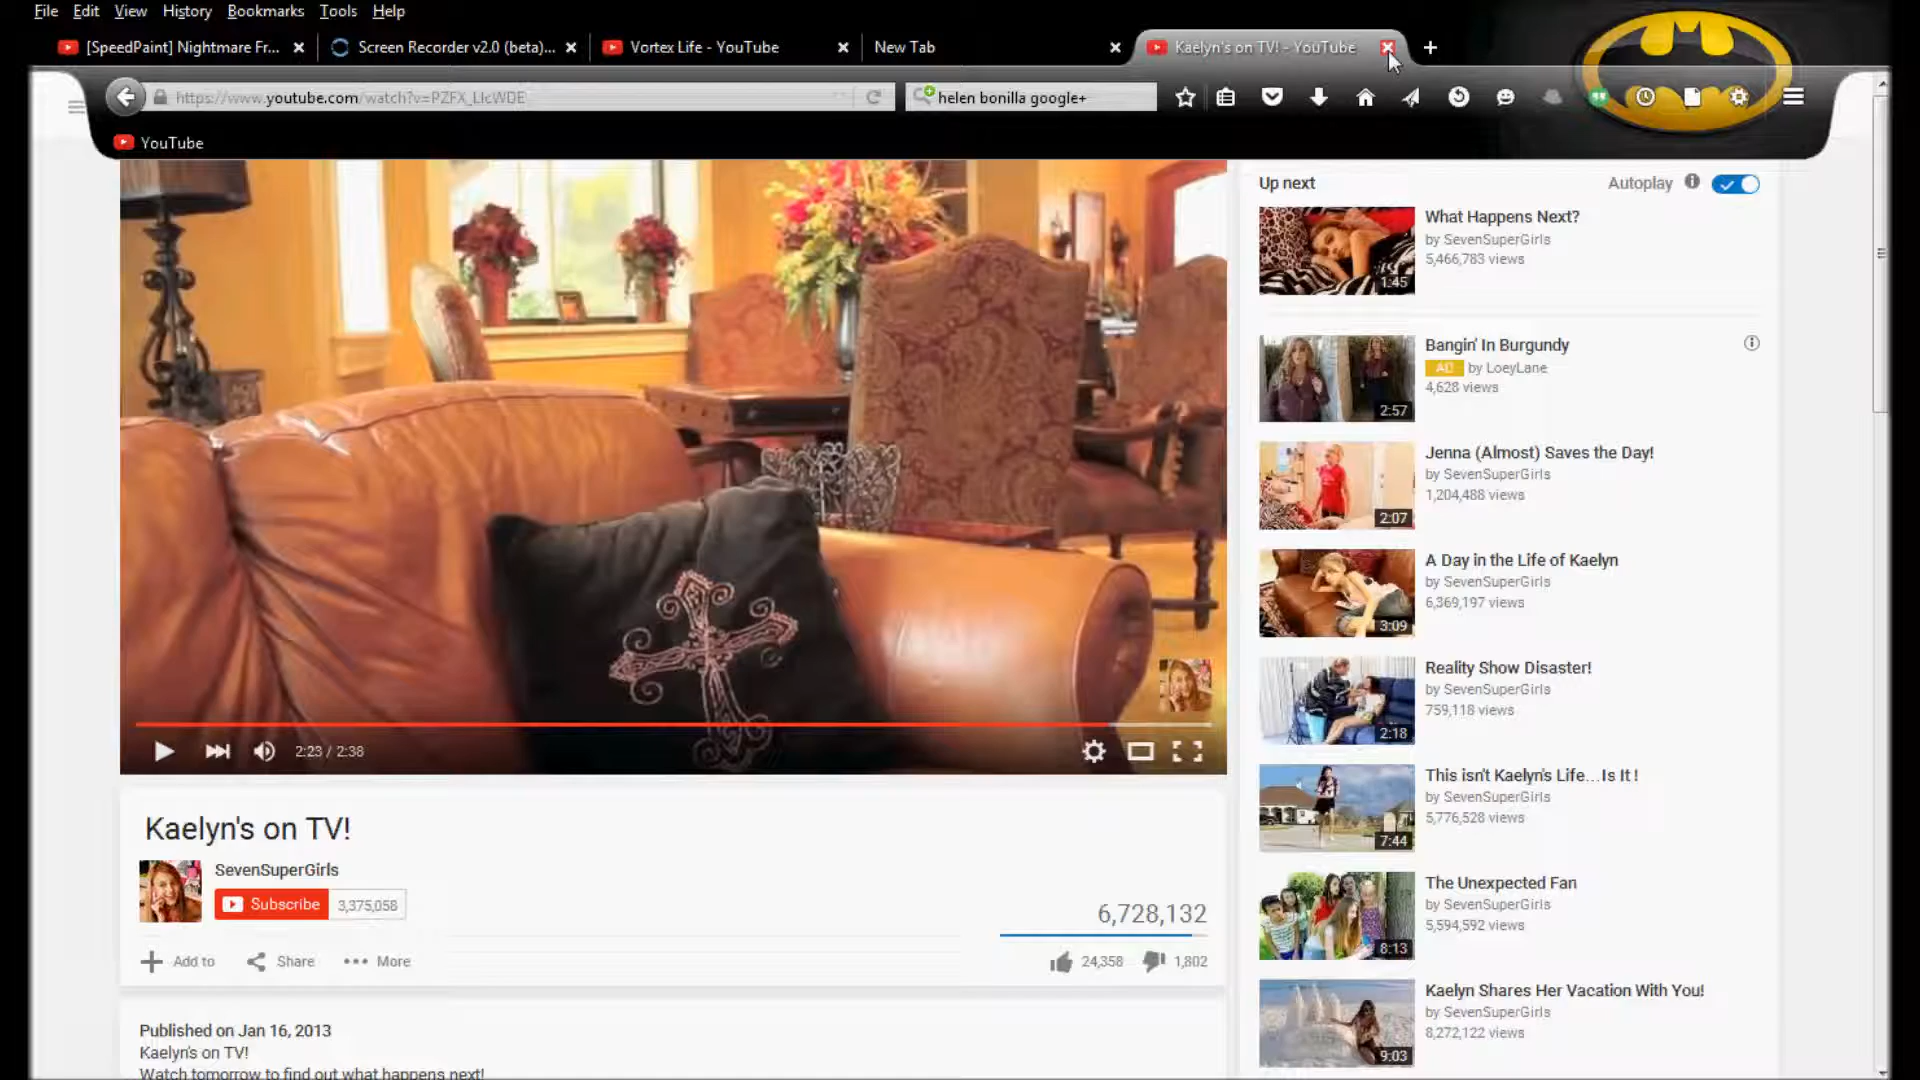 File Edit View History Bookmarks Tools Help
[SpeedPaint] Nightmare Fr...
Screen Recorder v2.0 (beta)...
Vortex Life - YouTube
New Tab
Kaelyn's on TV! - YouTube
https://www.youtube.com/watch?v=PZFX_LlcWDE
helen bonilla google+
YouTube
Up next
Autoplay
What Happens Next?
by SevenSuperGirls
5,466,783 views
1:45
Bangin' In Burgundy
AD by LoeyLane
4,628 views
2:57
Jenna (Almost) Saves the Day!
by SevenSuperGirls
1,204,488 views
2:07
A Day in the Life of Kaelyn
by SevenSuperGirls
6,369,197 views
3:09
Reality Show Disaster!
by SevenSuperGirls
759,118 views
2:18
This isn't Kaelyn's Life...Is It !
by SevenSuperGirls
5,776,528 views
7:44
The Unexpected Fan
by SevenSuperGirls
5,594,592 views
8:13
Kaelyn Shares Her Vacation With You!
by SevenSuperGirls
8,272,122 views
9:03
2:23 / 2:38
Kaelyn's on TV!
SevenSuperGirls
Subscribe 3,375,058
6,728,132
Add to Share More
24,358 1,802
Published on Jan 16, 2013
Kaelyn's on TV!
Watch tomorrow to find out what happens next!